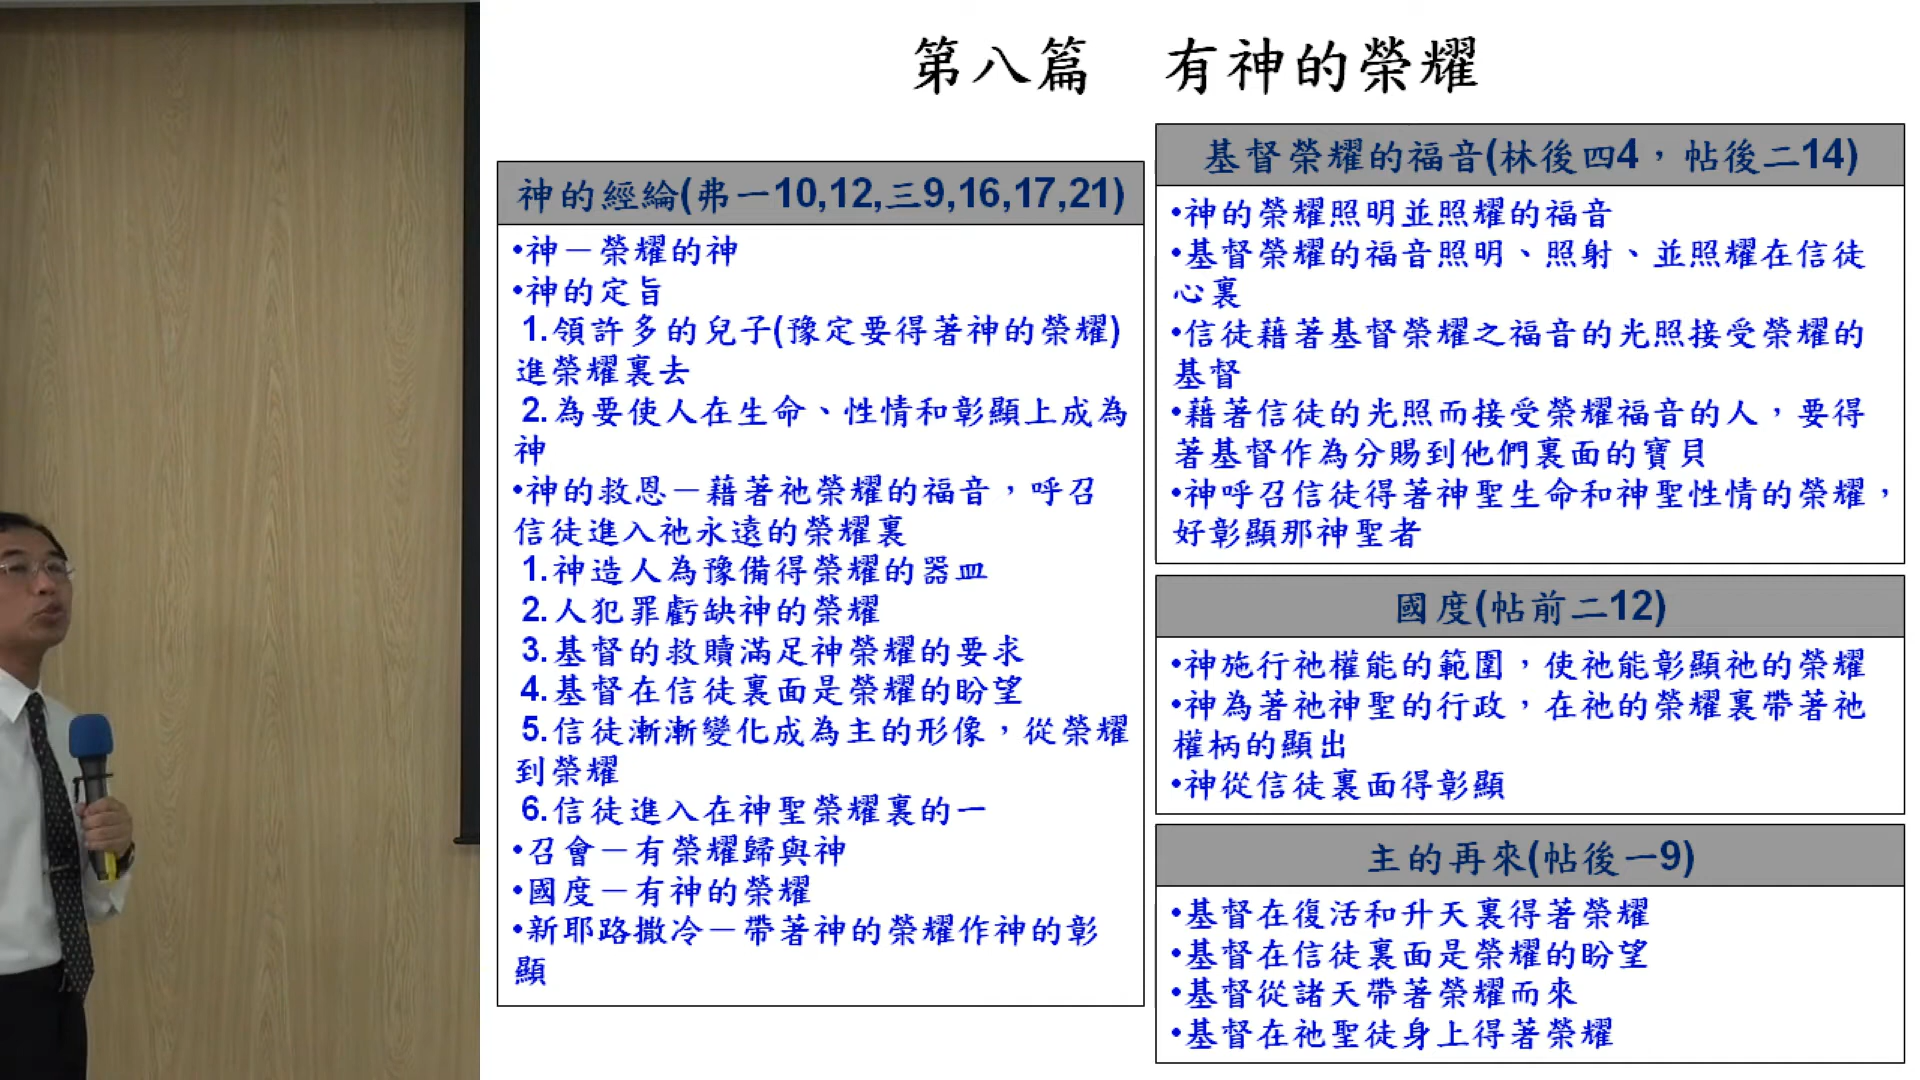 第八篇　有神的榮耀
神的經綸(弗一10,12,三9,16,17,21)
•神－榮耀的神
•神的定旨
1.領許多的兒子(豫定要得著神的榮耀)
進榮耀裏去
2.為要使人在生命、性情和彰顯上成為
神
•神的救恩－藉著祂榮耀的福音，呼召
信徒進入祂永遠的榮耀裏
1.神造人為豫備得榮耀的器皿
2.人犯罪虧缺神的榮耀
3.基督的救贖滿足神榮耀的要求
4.基督在信徒裏面是榮耀的盼望
5.信徒漸漸變化成為主的形像，從榮耀
到榮耀
6.信徒進入在神聖榮耀裏的一
•召會－有榮耀歸與神
•國度－有神的榮耀
•新耶路撒冷－帶著神的榮耀作神的彰
顯
基督榮耀的福音(林後四4，帖後二14)
•神的榮耀照明並照耀的福音
•基督榮耀的福音照明、照射、並照耀在信徒
心裏
•信徒藉著基督榮耀之福音的光照接受榮耀的
基督
•藉著信徒的光照而接受榮耀福音的人，要得
著基督作為分賜到他們裏面的寶貝
•神呼召信徒得著神聖生命和神聖性情的榮耀，
好彰顯那神聖者
國度(帖前二12)
•神施行祂權能的範圍，使祂能彰顯祂的榮耀
•神為著祂神聖的行政，在祂的榮耀裏帶著祂
權柄的顯出
•神從信徒裏面得彰顯
主的再來(帖後一9)
•基督在復活和升天裏得著榮耀
•基督在信徒裏面是榮耀的盼望
•基督從諸天帶著榮耀而來
•基督在祂聖徒身上得著榮耀